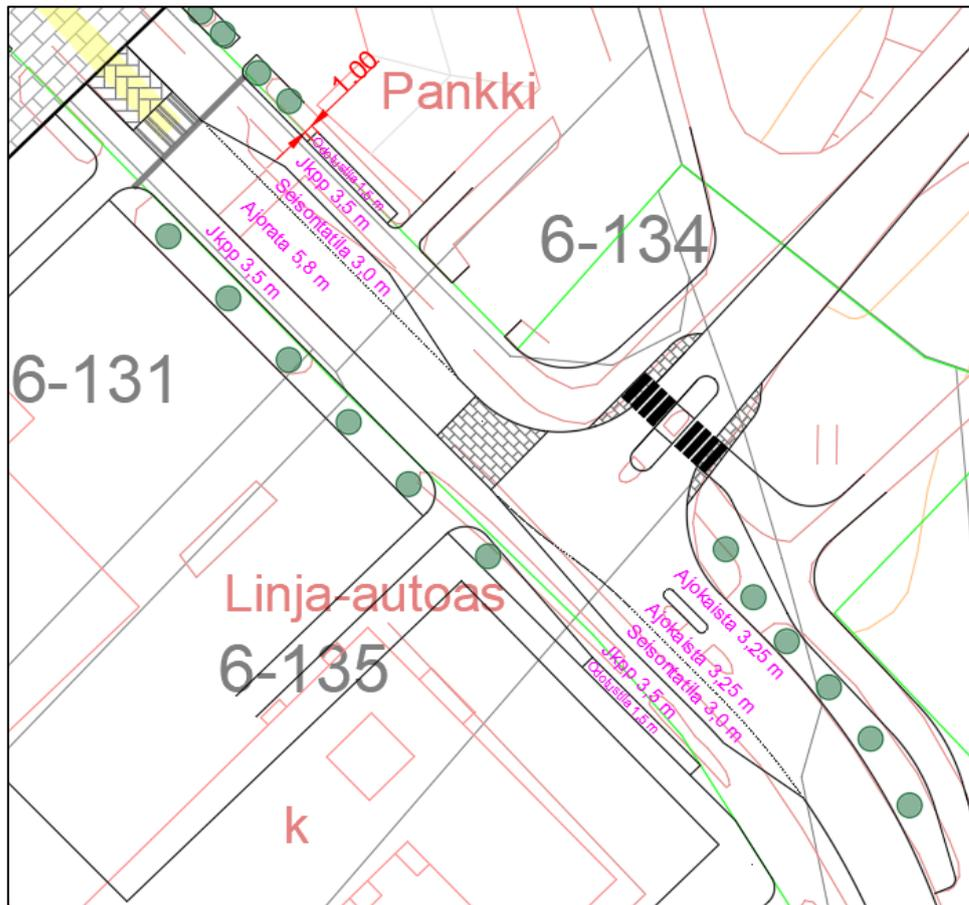 1.00
Pankki
Odotustila 1,5 m
Jkpp 3,5 m
Seisontatila 3,0 m
Ajorata 5,8 m
Jkpp 3,5 m
6-134
6-131
Linja-autoas
6-135
Ajokaista 3,25 m
Ajokaista 3,25 m
Seisontatila 3,0 m
Jkpp 3,5 m
Odotustila 1,5 m
k